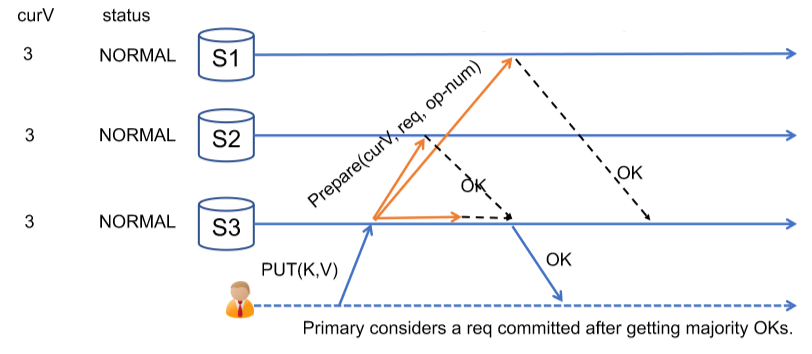 curV status
3 NORMAL S1
Prepare(curV, req, op-num)
3 NORMAL S2
OK
OK
3 NORMAL S3
PUT(K,V)
OK
Primary considers a req committed after getting majority OKs.